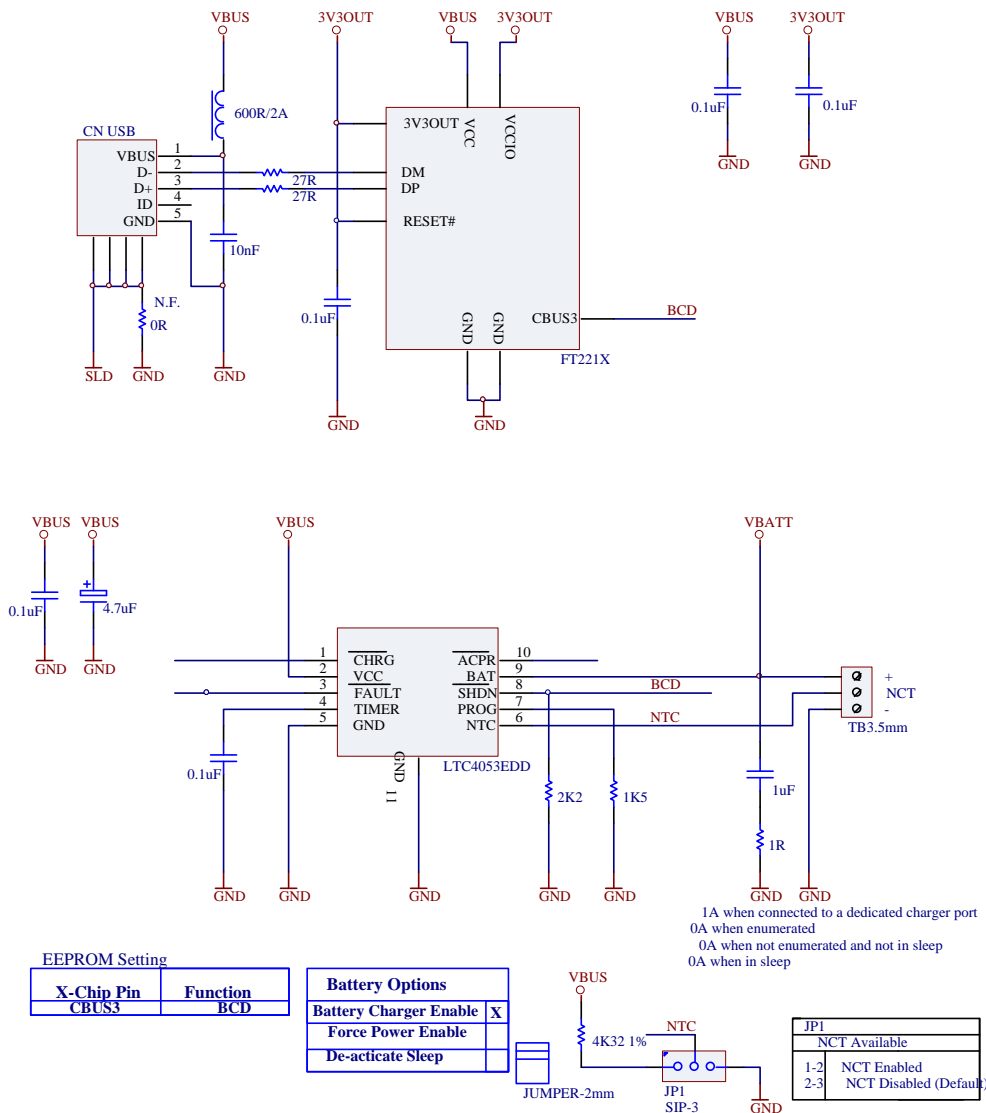 VBUS
3V3OUT
VBUS
3V3OUT
VBUS
3V3OUT
600R/2A
0.1uF
0.1uF
CN USB
3V3OUT
VCC
VCCIO
VBUS
1
D-
2
DM
D+
3
27R
DP
ID
4
27R
GND
5
RESET#
GND
GND
10nF
N.F.
0R
0.1uF
GND
GND
CBUS3
BCD
FT221X
SLD
GND
GND
GND
GND
VBUS
VBUS
VBUS
VBATT
0.1uF
4.7uF
GND
GND
1
CHRG
ACPR
10
2
VCC
BAT
9
+
3
FAULT
SHDN
8
BCD
NCT
4
TIMER
PROG
7
-
5
GND
NTC
6
NTC
TB3.5mm
GND
11
LTC4053EDD
0.1uF
2K2
1K5
1uF
1R
GND
GND
GND
GND
GND
GND
GND
1A when connected to a dedicated charger port
0A when enumerated
0A when not enumerated and not in sleep
0A when in sleep
EEPROM Setting
X-Chip Pin
Function
CBUS3
BCD
Battery Options
Battery Charger Enable
X
Force Power Enable
De-acticate Sleep
JUMPER-2mm
VBUS
4K32 1%
NTC
JP1
SIP-3
GND
JP1
NCT Available
1-2
NCT Enabled
2-3
NCT Disabled (Default)